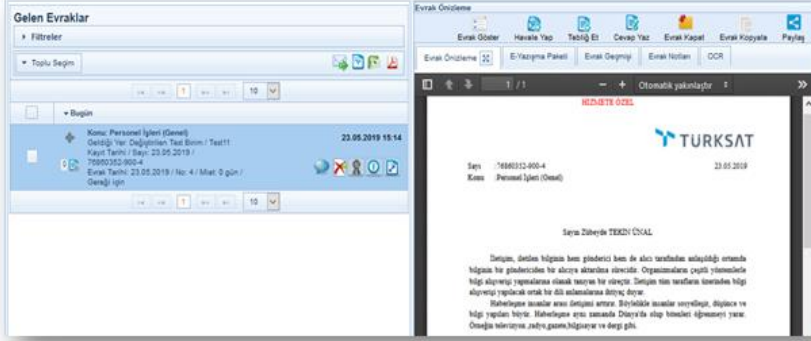 Gelen Evraklar
Filtreler
Toplu Seçim
1
10
Bugün
Konu: Personel İşleri (Genel)
23.05.2019 15:14
Geldiği Yer: Değiştirilen Test Birim / Test11
Kayıt Tarihi / Sayı: 23.05.2019 /
76860352-900-4
Evrak Tarihi: 23.05.2019 / No: 4 / Miat: 0 gün /
Gereği için
1
10
Evrak Önizleme
Evrak Göster Havale Yap Tebliğ Et Cevap Yaz Evrak Kapat Evrak Kopyala Paylaş
Evrak Önizleme E-Yazışma Paketi Evrak Geçmişi Evrak Notları OCR
1 / 1 Otomatik yakınlaştır
HİZMETE ÖZEL
TÜRKSAT
Sayı :76860352-900-4 23.05.2019
Konu :Personel İşleri (Genel)
Sayın Zübeyde TEKİN ÜNAL
İletişim, iletilen bilginin hem gönderici hem de alıcı tarafından anlaşıldığı ortamda
bilginin bir göndericiden bir alıcıya aktarılma sürecidir. Organizmaların çeşitli yöntemlerle
bilgi alışverişi yapmalarına olanak tanıyan bir süreçtir. İletişim tüm tarafların üzerinden bilgi
alışverişi yapılacak ortak bir dili anlamalarına ihtiyaç duyar.
Haberleşme insanlar arası iletişimi artırır. Böylelikle insanlar sosyelleşir, düşünce ve
bilgi yapıları büyür. Haberleşme aynı zamanda Dünya'da olup bitenleri öğrenmeyi yarar.
Örneğin televizyon ,radyo,gazete,bilgisayar ve dergi gibi.